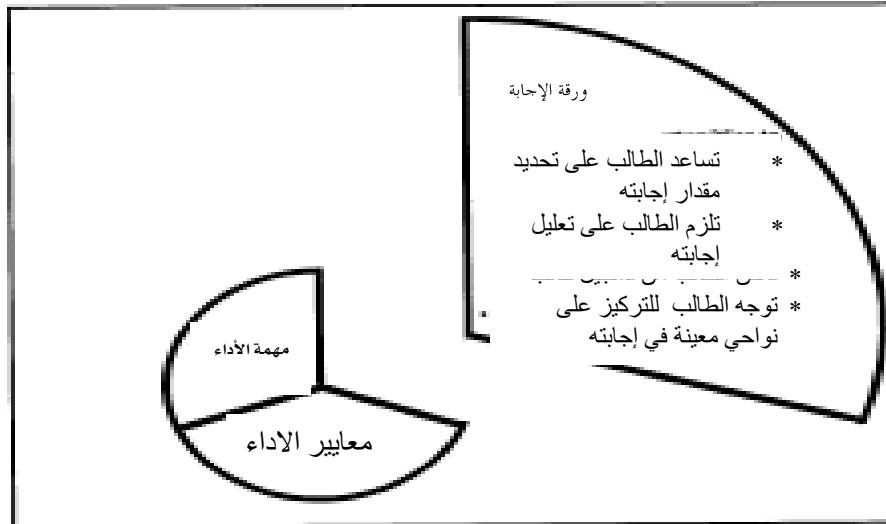 ورقة الإجابة
* تساعد الطالب على تحديد
مقدار إجابته
* تلزم الطالب على تعليل
إجابته
*
* توجه الطالب للتركيز على
نواحي معينة في إجابته
مهمة الأداء
معايير الاداء